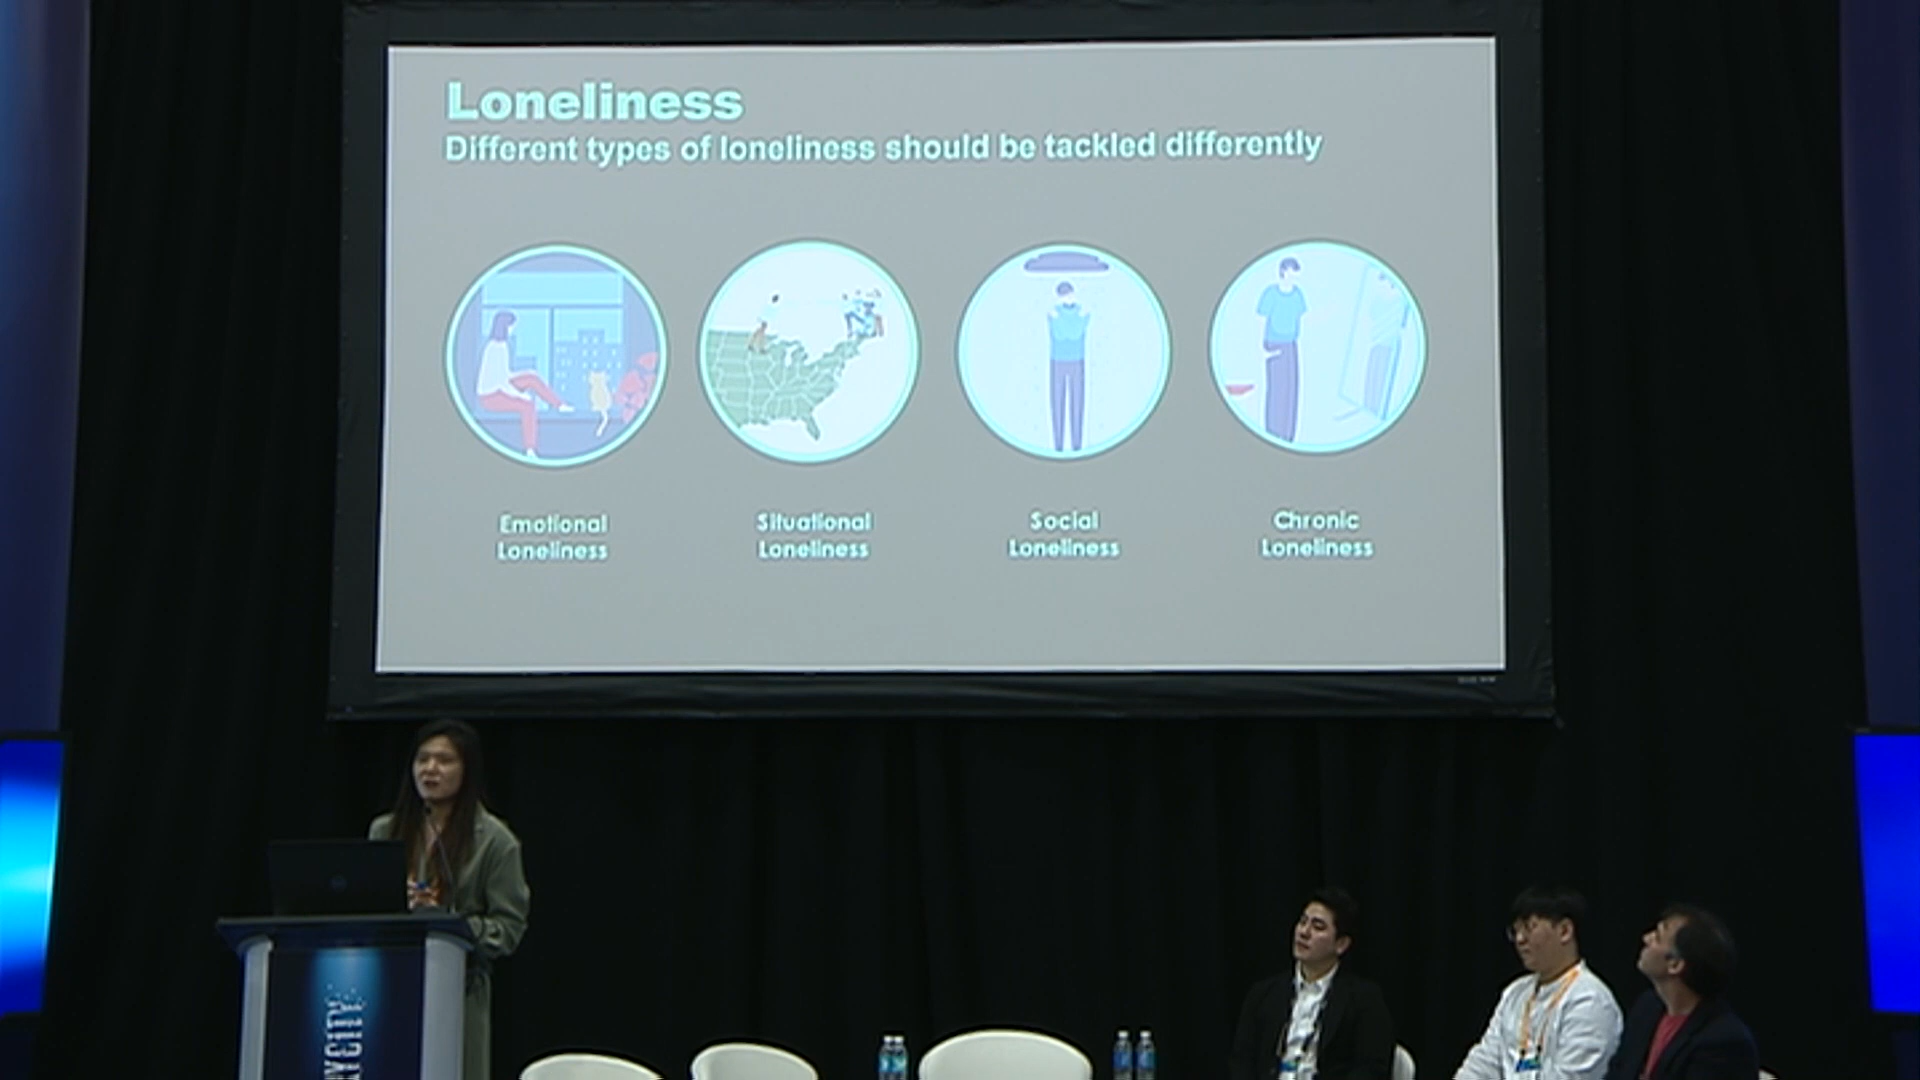 Loneliness
Different types of loneliness should be tackled differently
Emotional
Loneliness
Situational
Loneliness
Social
Loneliness
Chronic
Loneliness